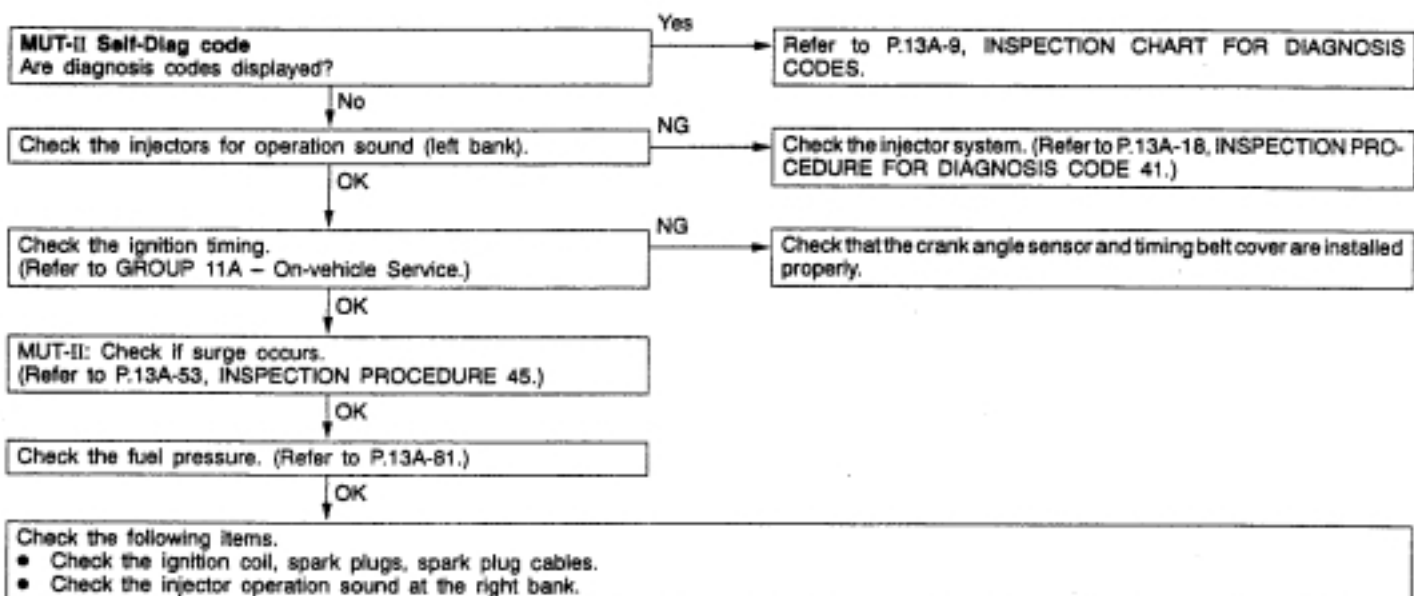 MUT-II Self-Diag code
Are diagnosis codes displayed?
Yes
Refer to P.13A-9, INSPECTION CHART FOR DIAGNOSIS
CODES.
No
Check the injectors for operation sound (left bank).
NG
Check the injector system. (Refer to P.13A-18, INSPECTION PRO-
CEDURE FOR DIAGNOSIS CODE 41.)
OK
Check the ignition timing.
(Refer to GROUP 11A – On-vehicle Service.)
NG
Check that the crank angle sensor and timing belt cover are installed
properly.
OK
MUT-II: Check if surge occurs.
(Refer to P.13A-53, INSPECTION PROCEDURE 45.)
OK
Check the fuel pressure. (Refer to P.13A-81.)
OK
Check the following items.
● Check the ignition coil, spark plugs, spark plug cables.
● Check the injector operation sound at the right bank.